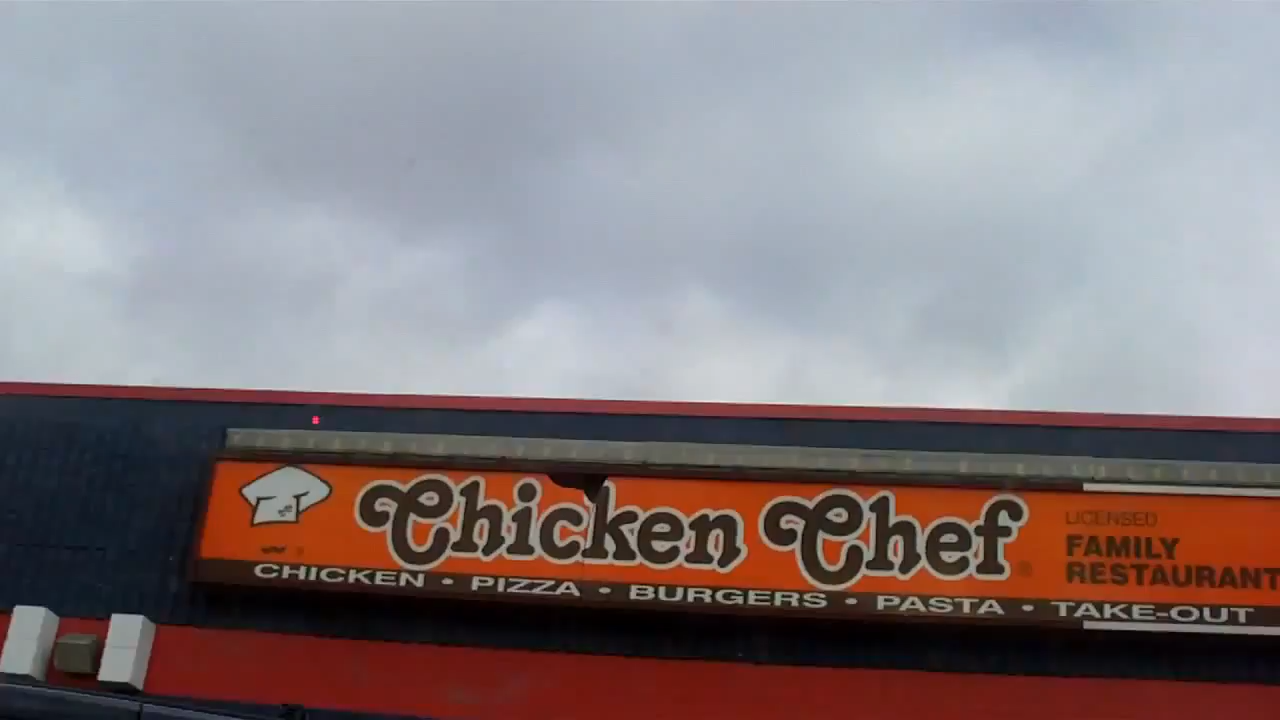 Chicken Chef
LICENSED
FAMILY
RESTAURANT
CHICKEN • PIZZA • BURGERS • PASTA • TAKE-OUT